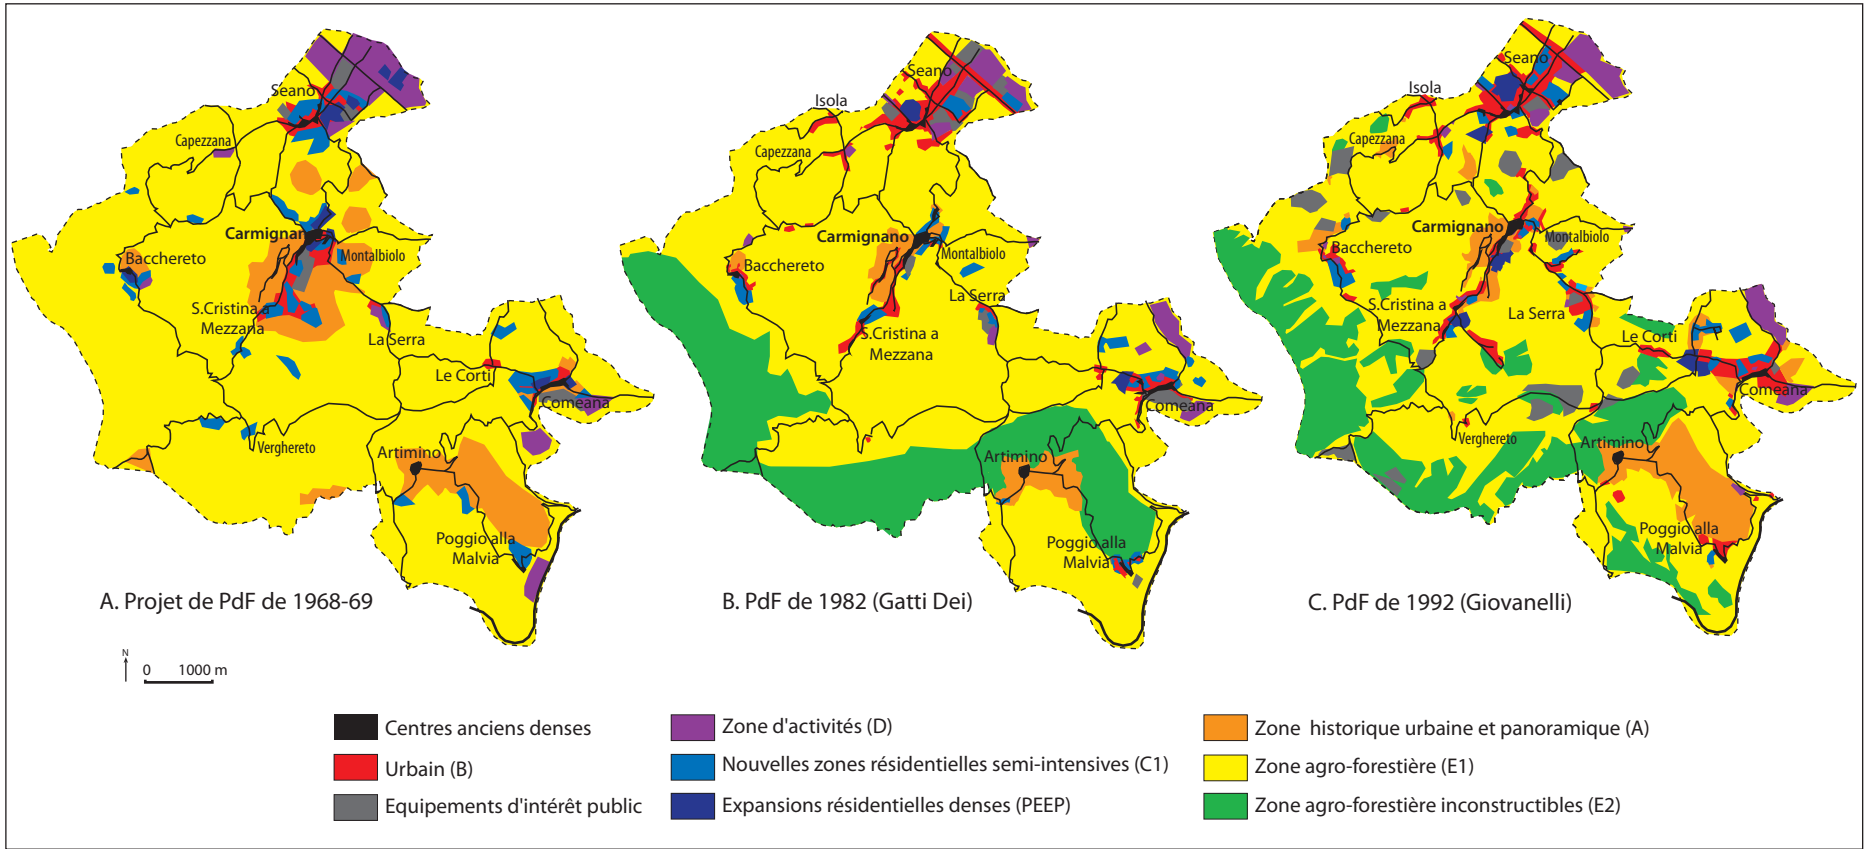 Seano
Capezzana
Carmignano
Montalbiolo
Bacchereto
S.Cristina a
Mezzana
La Serra
Le Corti
Comeana
Verghereto
Artimino
Poggio alla
Malvia
A. Projet de PdF de 1968-69
Seano
Isola
Capezzana
Carmignano
Montalbiolo
Bacchereto
La Serra
S.Cristina a
Mezzana
Comeana
Artimino
Poggio alla
Malvia
B. PdF de 1982 (Gatti Dei)
Seano
Isola
Capezzana
Carmignano
Montalbiolo
Bacchereto
S.Cristina a
Mezzana
La Serra
Le Corti
Comeana
Verghereto
Artimino
Poggio alla
Malvia
C. PdF de 1992 (Giovanelli)
N
0 1000 m
Centres anciens denses
Urbain (B)
Equipements d'intérêt public
Zone d'activités (D)
Nouvelles zones résidentielles semi-intensives (C1)
Expansions résidentielles denses (PEEP)
Zone historique urbaine et panoramique (A)
Zone agro-forestière (E1)
Zone agro-forestière inconstructibles (E2)